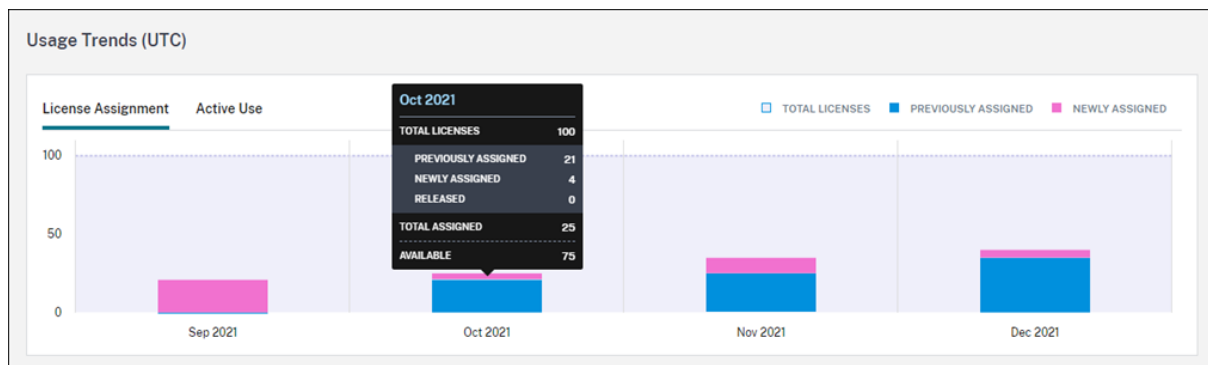 Usage Trends (UTC)
License Assignment Active Use
TOTAL LICENSES PREVIOUSLY ASSIGNED NEWLY ASSIGNED
Oct 2021
TOTAL LICENSES 100
PREVIOUSLY ASSIGNED 21
NEWLY ASSIGNED 4
RELEASED 0
TOTAL ASSIGNED 25
AVAILABLE 75
100
50
0
Sep 2021 Oct 2021 Nov 2021 Dec 2021